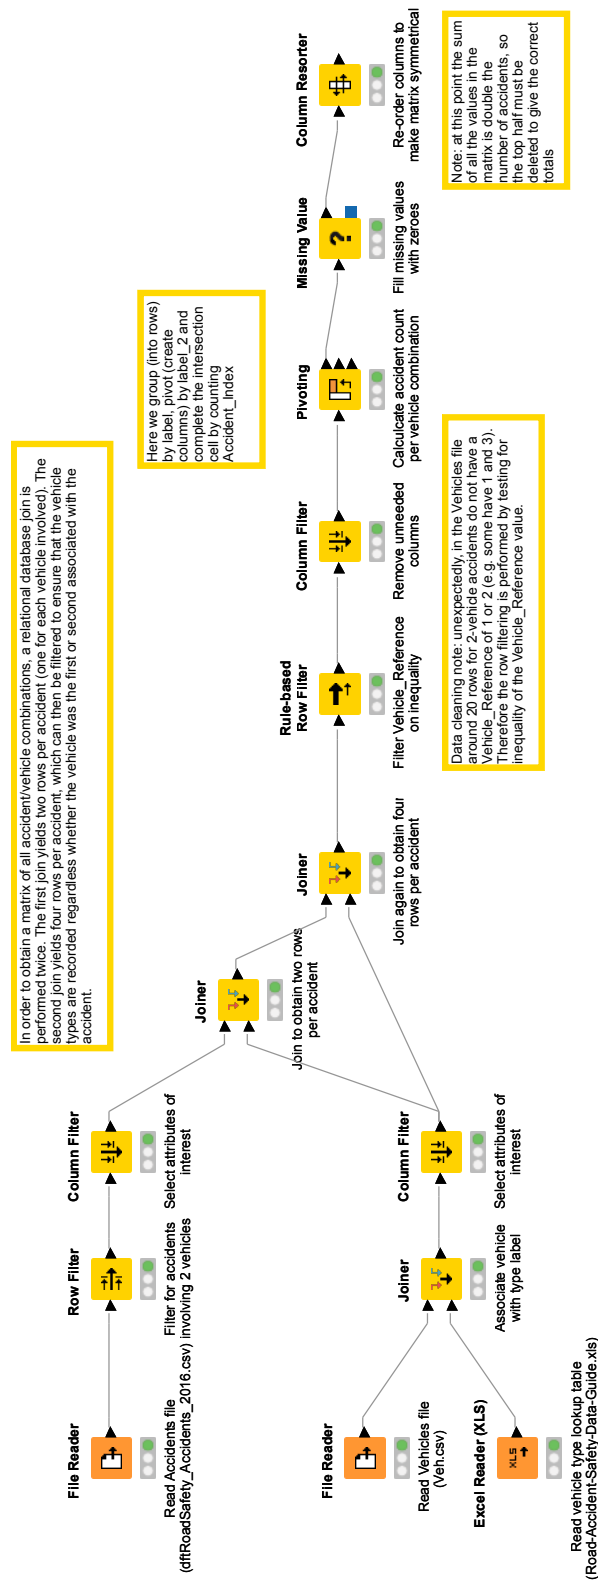 In order to obtain a matrix of all accident/vehicle combinations, a relational database join is
performed twice. The first join yields two rows per accident (one for each vehicle involved). The
second join yields four rows per accident, which can then be filtered to ensure that the vehicle
types are recorded regardless whether the vehicle was the first or second associated with the
accident.
File Reader
Read Accidents file
(dftRoadSafety_Accidents_2016.csv)
Row Filter
Filter for accidents
involving 2 vehicles
Column Filter
Select attributes of
interest
File Reader
Read Vehicles file
(Veh.csv)
Excel Reader (XLS)
XLS
Read vehicle type lookup table
(Road-Accident-Safety-Data-Guide.xls)
Joiner
Associate vehicle
with type label
Column Filter
Select attributes of
interest
Joiner
Join to obtain two rows
per accident
Joiner
Join again to obtain four
rows per accident
Rule-based
Row Filter
Filter Vehicle_Reference
on inequality
Column Filter
Remove unneeded
columns
Pivoting
Calculcate accident count
per vehicle combination
Missing Value
?
Fill missing values
with zeroes
Column Resorter
Re-order columns to
make matrix symmetrical
Here we group (into rows)
by label, pivot (create
columns) by label_2 and
complete the intersection
cell by counting
Accident_Index
Data cleaning note: unexpectedly, in the Vehicles file
around 20 rows for 2-vehicle accidents do not have a
Vehicle_Reference of 1 or 2 (e.g. some have 1 and 3).
Therefore the row filtering is performed by testing for
inequality of the Vehicle_Reference value.
Note: at this point the sum
of all the values in the
matrix is double the
number of accidents, so
the top half must be
deleted to give the correct
totals